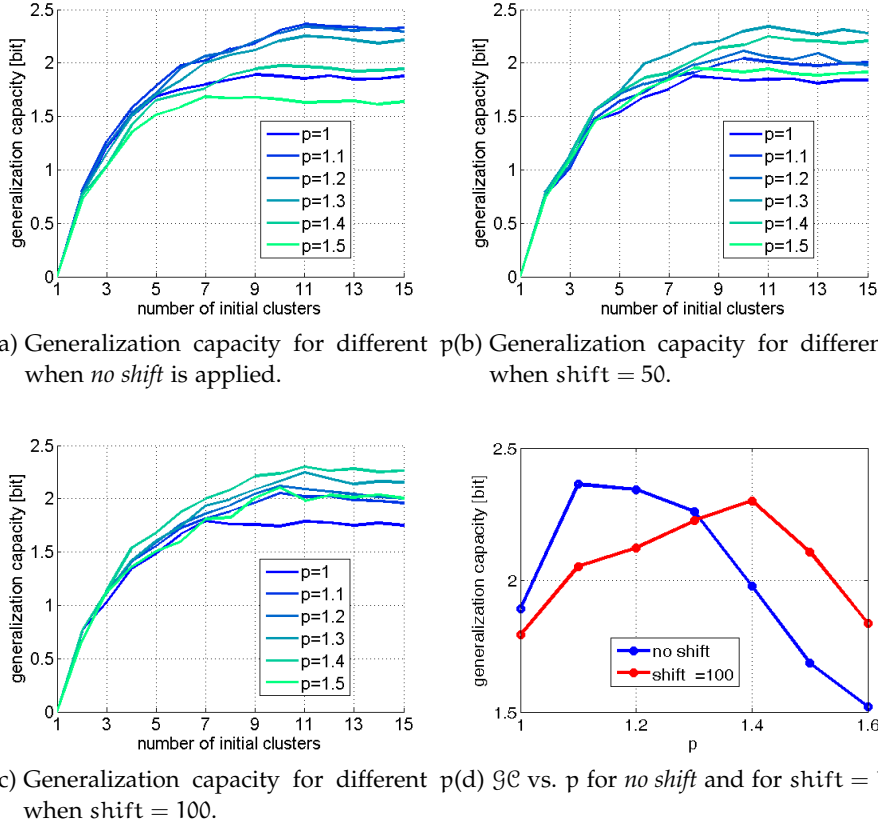 2.5
2
1.5
1
0.5
0
generalization capacity [bit]
p=1
p=1.1
p=1.2
p=1.3
p=1.4
p=1.5
1 3 5 7 9 11 13 15
number of initial clusters
2.5
2
1.5
1
0.5
0
generalization capacity [bit]
p=1
p=1.1
p=1.2
p=1.3
p=1.4
p=1.5
1 3 5 7 9 11 13 15
number of initial clusters
a) Generalization capacity for different p
when no shift is applied.
(b) Generalization capacity for differen
when shift = 50.
2.5
2
1.5
1
0.5
0
generalization capacity [bit]
p=1
p=1.1
p=1.2
p=1.3
p=1.4
p=1.5
1 3 5 7 9 11 13 15
number of initial clusters
2.5
2
1.5
generalization capacity [bit]
no shift
shift =100
1 1.2 1.4 1.6
p
c) Generalization capacity for different p
when shift = 100.
(d) GC vs. p for no shift and for shift =